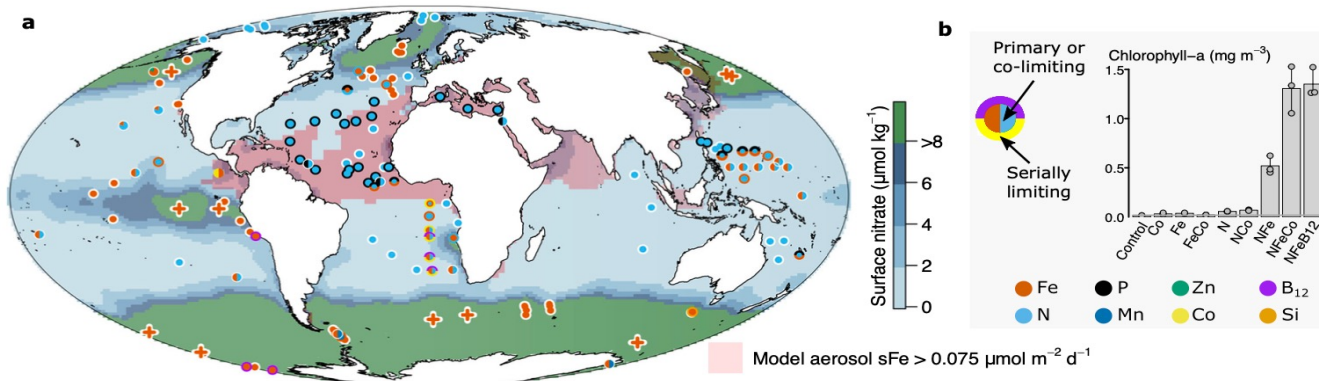 a
b
Primary or
co-limiting
Serially
limiting
Chlorophyll-a (mg m−3)
1.5
1.0
0.5
0.0
Control
Co
Fe
FeCo
N
NCo
NFe
NFeCo
NFeB12
Surface nitrate (µmol kg−1)
>8
6
4
2
0
Fe P Zn B12
N Mn Co Si
Model aerosol sFe > 0.075 µmol m−2 d−1